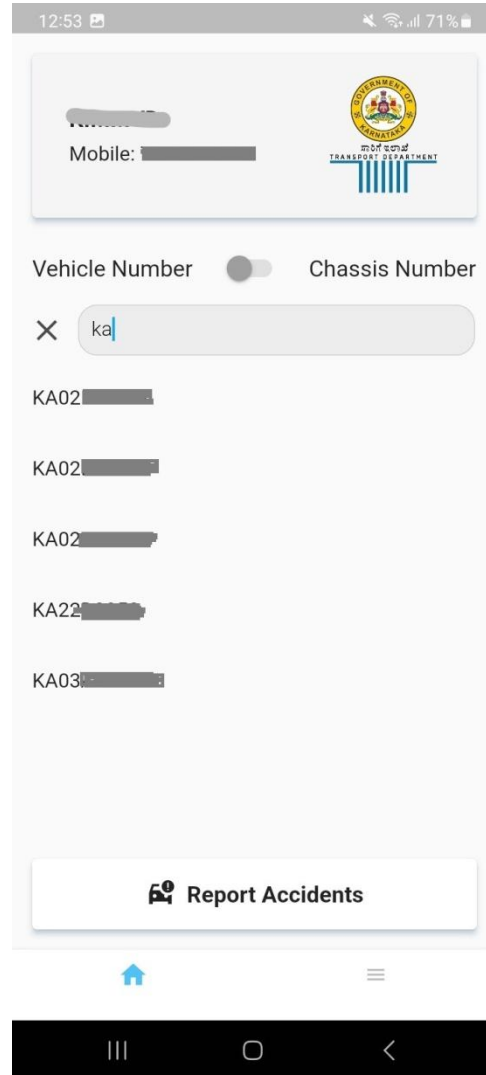 12:53
71%
Mobile:
GOVERNMENT OF
KARNATAKA
ಸಾರಿಗೆ ಇಲಾಖೆ
TRANSPORT DEPARTMENT
Vehicle Number Chassis Number
ka
KA02
KA02
KA02
KA22
KA03
Report Accidents